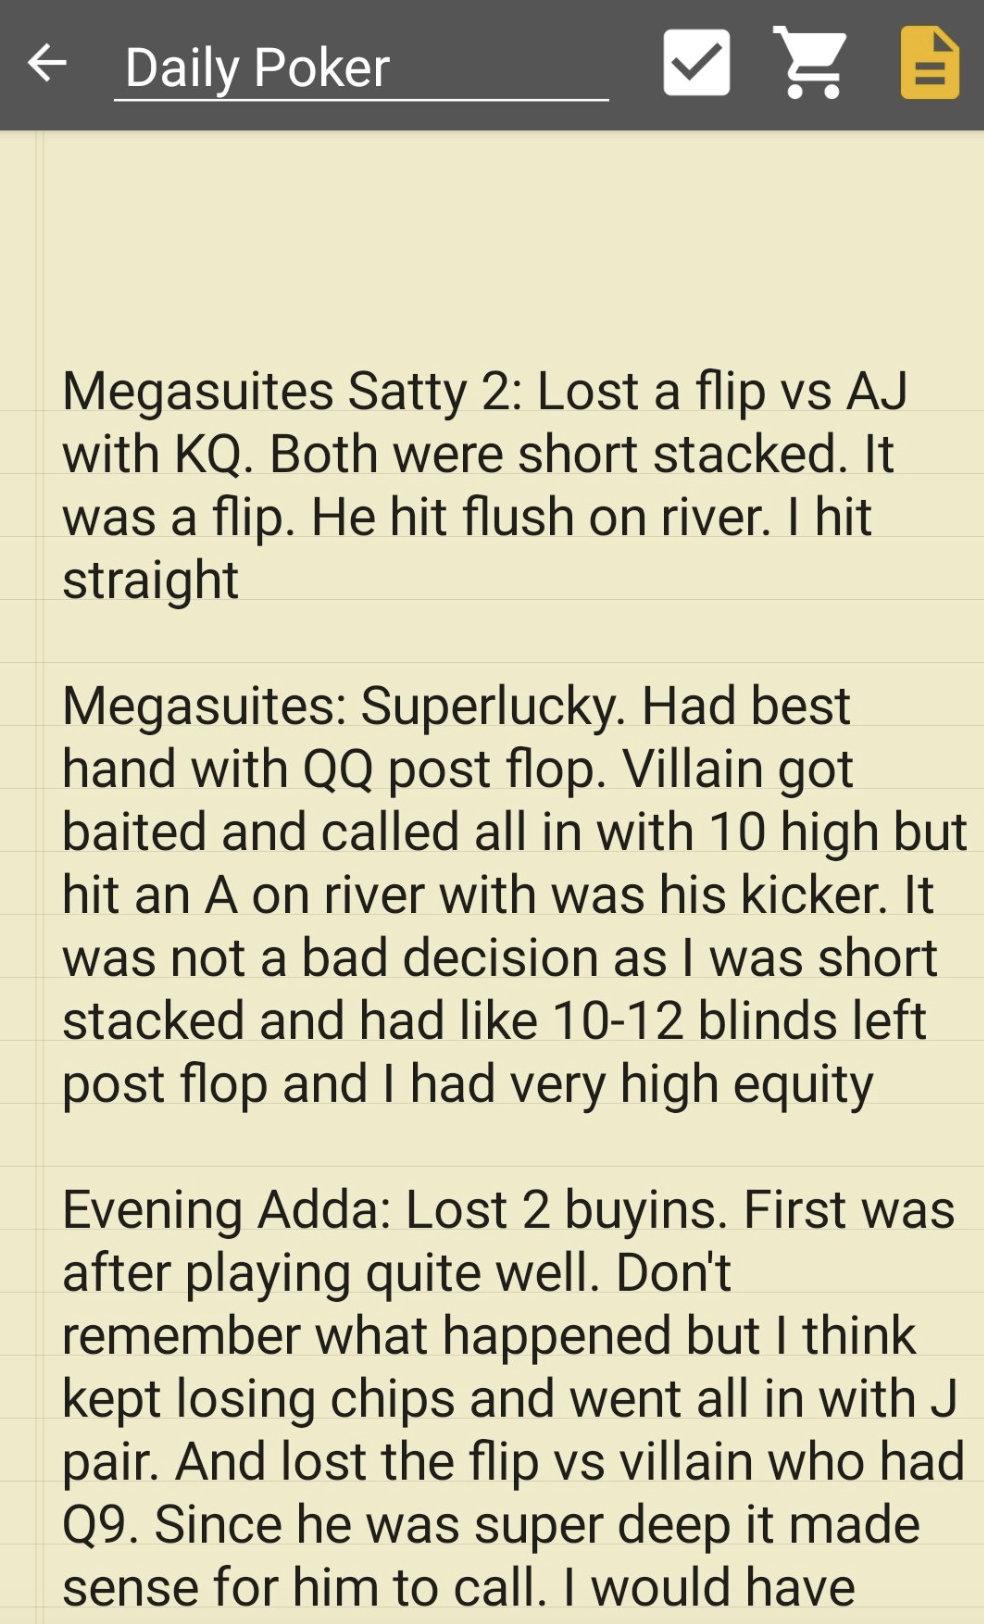 Daily Poker
Megasuites Satty 2: Lost a flip vs AJ
with KQ. Both were short stacked. It
was a flip. He hit flush on river. I hit
straight
Megasuites: Superlucky. Had best
hand with QQ post flop. Villain got
baited and called all in with 10 high but
hit an A on river with was his kicker. It
was not a bad decision as I was short
stacked and had like 10-12 blinds left
post flop and I had very high equity
Evening Adda: Lost 2 buyins. First was
after playing quite well. Don't
remember what happened but I think
kept losing chips and went all in with J
pair. And lost the flip vs villain who had
Q9. Since he was super deep it made
sense for him to call. I would have